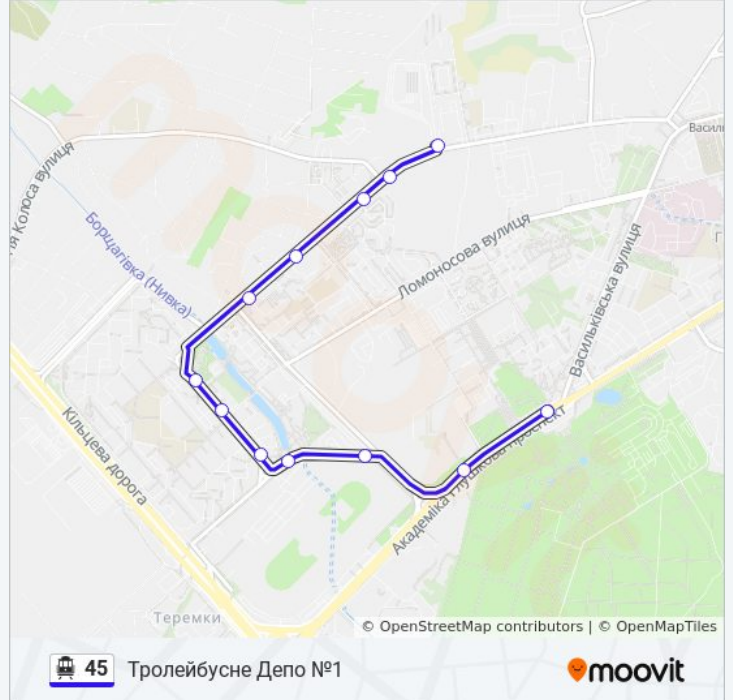 Васил
ля Колоса вулиця
Г
Ломоносова вулиця
Борщагівка (Нивка)
Васильківська вулиця
Кільцева дорога
Академіка Глушкова проспект
Теремки
© OpenStreetMap contributors | © OpenMapTiles
45 Тролейбусне Депо №1
moovit